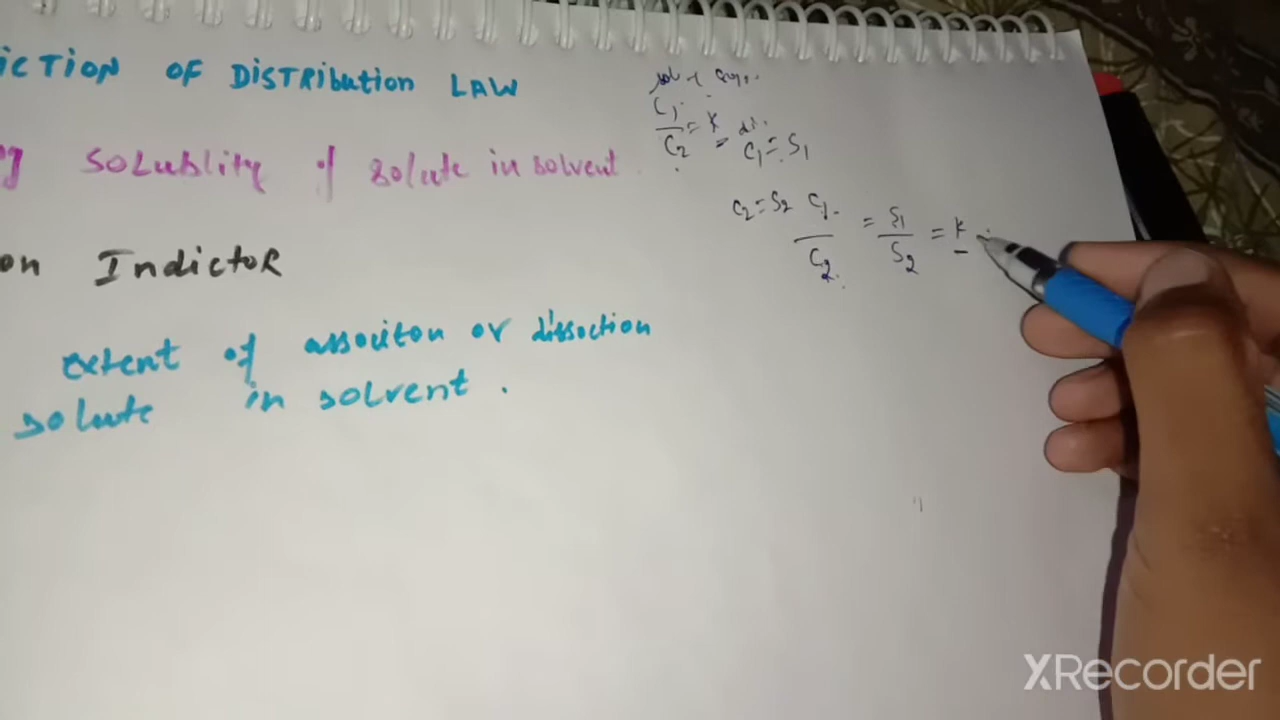 ICTION OF DISTRIbutiON LAW
g SOLUbLity of solute in solvent
on IndictoR
extent of assouiton or dissoction
solute in solvent .
C1
C2 = K
C1 = S1
C2 = S2
C1 / C2 = S1 / S2 = K
XRecorder